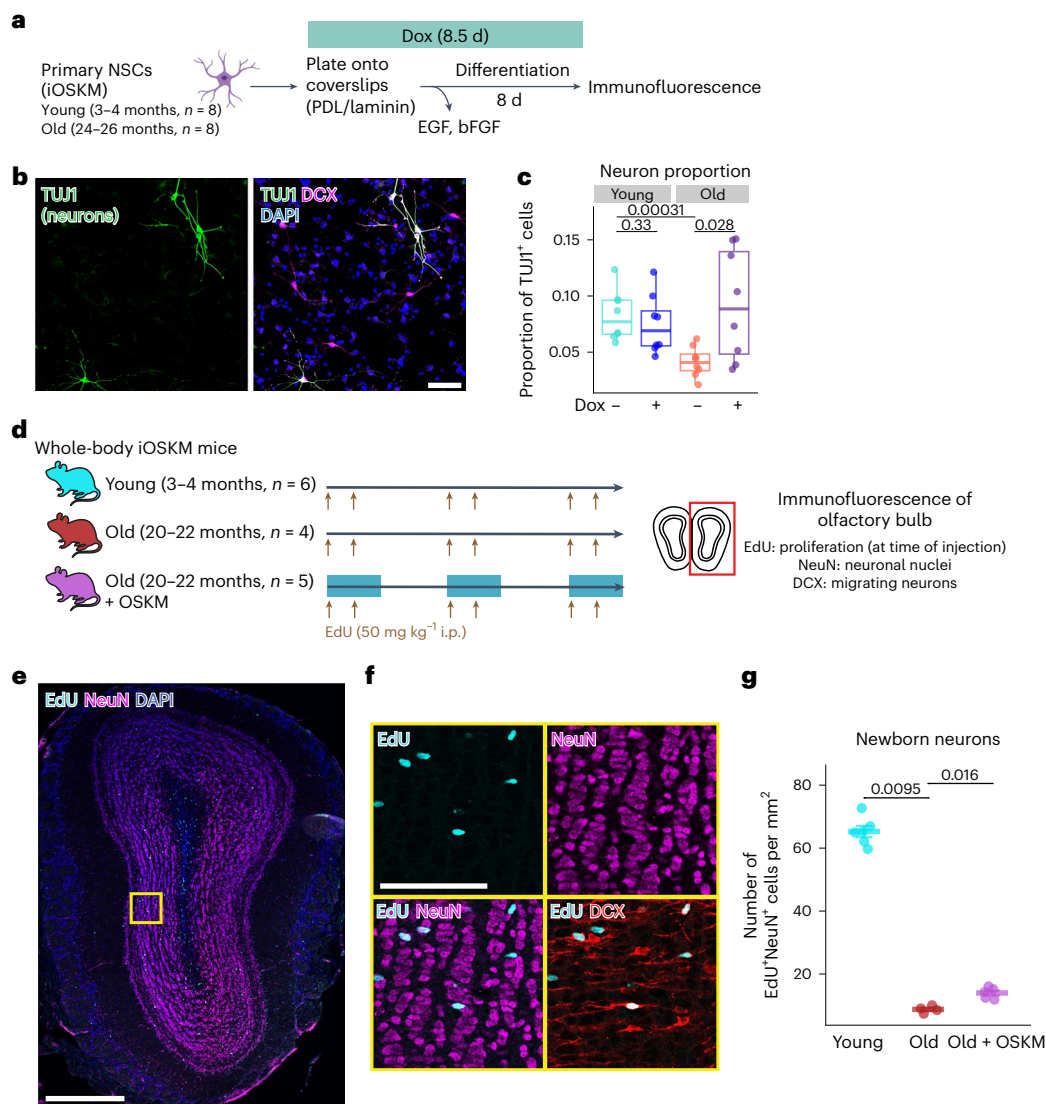 a
Dox (8.5 d)
Primary NSCs
(iOSKM)
Young (3–4 months, n = 8)
Old (24–26 months, n = 8)
Plate onto
coverslips
(PDL/laminin)
Differentiation
8 d
EGF, bFGF
Immunofluorescence
b
TUJ1
(neurons)
TUJ1 DCX
DAPI
c
Neuron proportion
Young
Old
0.00031
0.33
0.028
Proportion of TUJ1⁺ cells
0.15
0.10
0.05
Dox – + – +
d
Whole-body iOSKM mice
Young (3–4 months, n = 6)
Old (20–22 months, n = 4)
Old (20–22 months, n = 5)
+ OSKM
EdU (50 mg kg⁻¹ i.p.)
Immunofluorescence of
olfactory bulb
EdU: proliferation (at time of injection)
NeuN: neuronal nuclei
DCX: migrating neurons
e
EdU NeuN DAPI
f
EdU
NeuN
EdU NeuN
EdU DCX
g
Newborn neurons
0.0095
0.016
Number of
EdU⁺NeuN⁺ cells per mm²
80
60
40
20
Young
Old
Old + OSKM